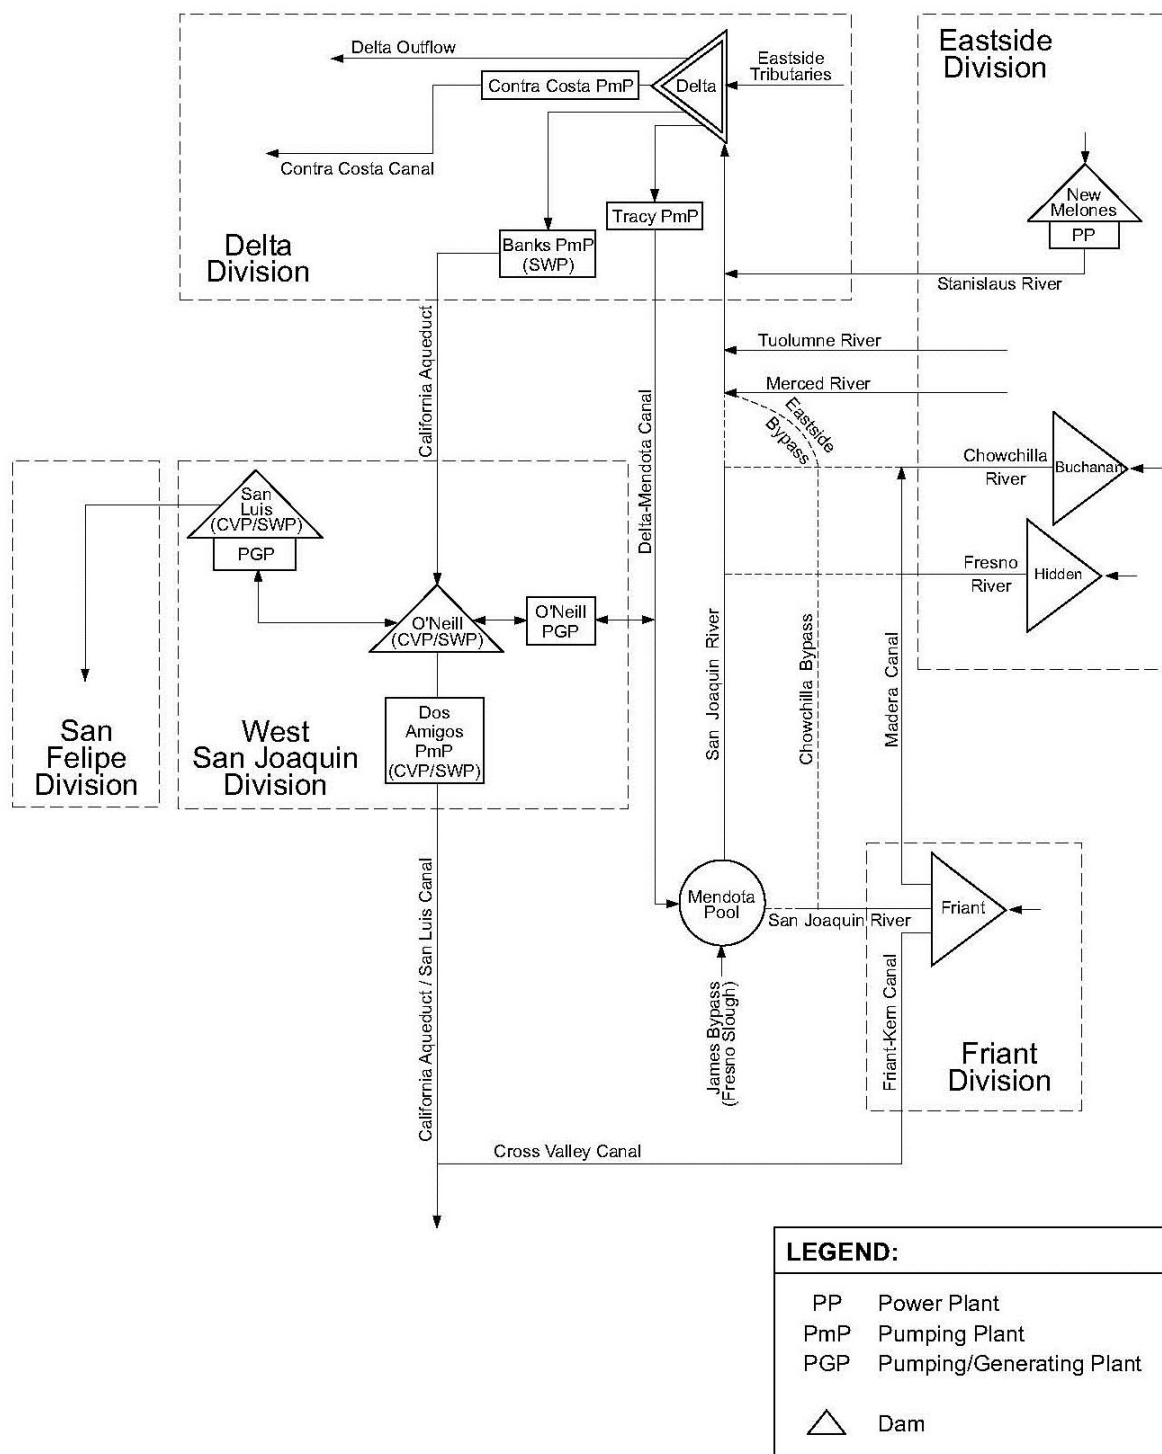 Delta Outflow
Eastside
Tributaries
Eastside
Division
Contra Costa PmP
Delta
Contra Costa Canal
New
Melones
PP
Tracy PmP
Banks PmP
(SWP)
Delta
Division
Stanislaus River
California Aqueduct
Tuolumne River
Merced River
Delta-Mendota Canal
Eastside
Bypass
Chowchilla
River
Buchanan
San
Luis
(CVP/SWP)
PGP
Fresno
River
Hidden
O'Neill
(CVP/SWP)
O'Neill
PGP
San Joaquin River
Chowchilla Bypass
Madera Canal
San
Felipe
Division
West
San Joaquin
Division
Dos
Amigos
PmP
(CVP/SWP)
Mendota
Pool
San Joaquin River
Friant
California Aqueduct / San Luis Canal
James Bypass
(Fresno Slough)
Friant-Kern Canal
Friant
Division
Cross Valley Canal
LEGEND:
PP Power Plant
PmP Pumping Plant
PGP Pumping/Generating Plant
Dam